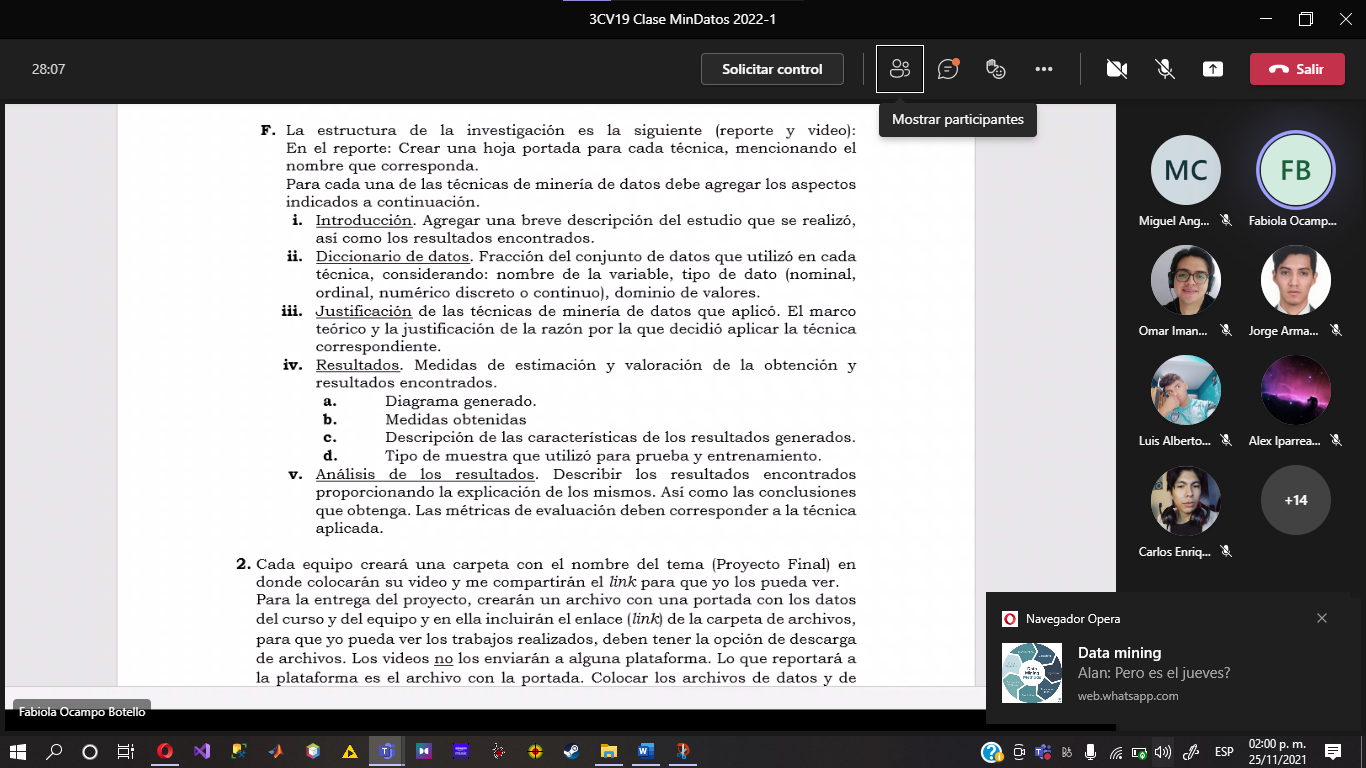 3CV19 Clase MinDatos 2022-1
28:07
Solicitar control
Salir
Mostrar participantes
F. La estructura de la investigación es la siguiente (reporte y video):
En el reporte: Crear una hoja portada para cada técnica, mencionando el
nombre que corresponda.
Para cada una de las técnicas de minería de datos debe agregar los aspectos
indicados a continuación.
i. Introducción. Agregar una breve descripción del estudio que se realizó,
así como los resultados encontrados.
ii. Diccionario de datos. Fracción del conjunto de datos que utilizó en cada
técnica, considerando: nombre de la variable, tipo de dato (nominal,
ordinal, numérico discreto o continuo), dominio de valores.
iii. Justificación de las técnicas de minería de datos que aplicó. El marco
teórico y la justificación de la razón por la que decidió aplicar la técnica
correspondiente.
iv. Resultados. Medidas de estimación y valoración de la obtención y
resultados encontrados.
a. Diagrama generado.
b. Medidas obtenidas
c. Descripción de las características de los resultados generados.
d. Tipo de muestra que utilizó para prueba y entrenamiento.
v. Análisis de los resultados. Describir los resultados encontrados
proporcionando la explicación de los mismos. Así como las conclusiones
que obtenga. Las métricas de evaluación deben corresponder a la técnica
aplicada.
2. Cada equipo creará una carpeta con el nombre del tema (Proyecto Final) en
donde colocarán su video y me compartirán el link para que yo los pueda ver.
Para la entrega del proyecto, crearán un archivo con una portada con los datos
del curso y del equipo y en ella incluirán el enlace (link) de la carpeta de archivos,
para que yo pueda ver los trabajos realizados, deben tener la opción de descarga
de archivos. Los videos no los enviarán a alguna plataforma. Lo que reportará a
la plataforma es el archivo con la portada. Colocar los archivos de datos y de
Fabiola Ocampo Botello
MC
FB
Miguel Ang...
Fabiola Ocamp...
Omar Iman...
Jorge Arma...
Luis Alberto...
Alex Iparrea...
Carlos Enriq...
+14
Navegador Opera
Data mining
Alan: Pero es el jueves?
web.whatsapp.com
ESP
02:00 p. m.
25/11/2021